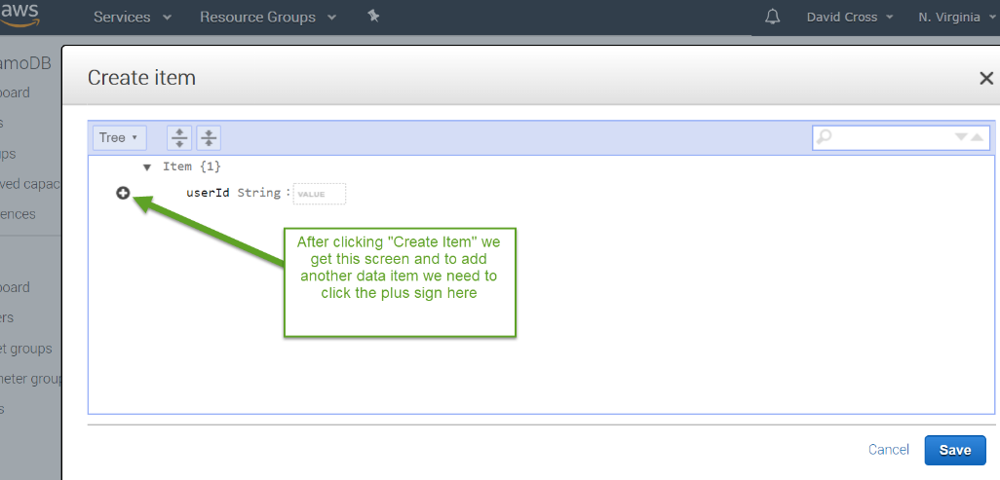 aws Services Resource Groups David Cross N. Virginia
amoDB
Create item
board
s
Tree
ups
Item {1}
ved capac
userId String : VALUE
ences
After clicking "Create Item" we
get this screen and to add
another data item we need to
click the plus sign here
board
ers
et groups
meter group
s
Cancel Save